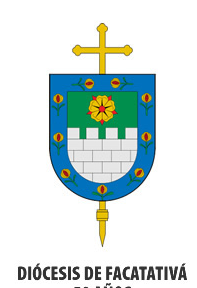 DIÓCESIS DE FACATATIVÁ